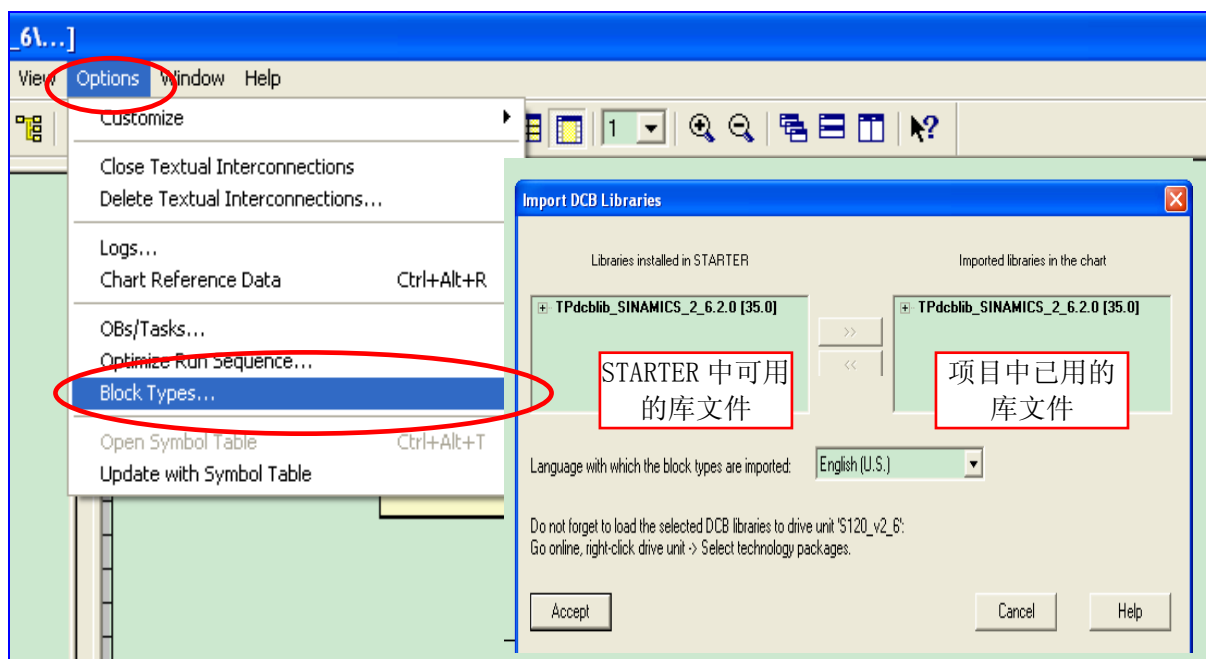 _6\...]
View Options Window Help
Customize
1
Close Textual Interconnections
Delete Textual Interconnections...
Logs...
Chart Reference Data Ctrl+Alt+R
OBs/Tasks...
Optimize Run Sequence...
Block Types...
Open Symbol Table Ctrl+Alt+T
Update with Symbol Table
Import DCB Libraries
Libraries installed in STARTER
Imported libraries in the chart
TPdcblib_SINAMICS_2_6.2.0 [35.0]
TPdcblib_SINAMICS_2_6.2.0 [35.0]
>>
<<
STARTER 中可用
的库文件
项目中已用的
库文件
Language with which the block types are imported: English (U.S.)
Do not forget to load the selected DCB libraries to drive unit 'S120_v2_6':
Go online, right-click drive unit -> Select technology packages.
Accept Cancel Help